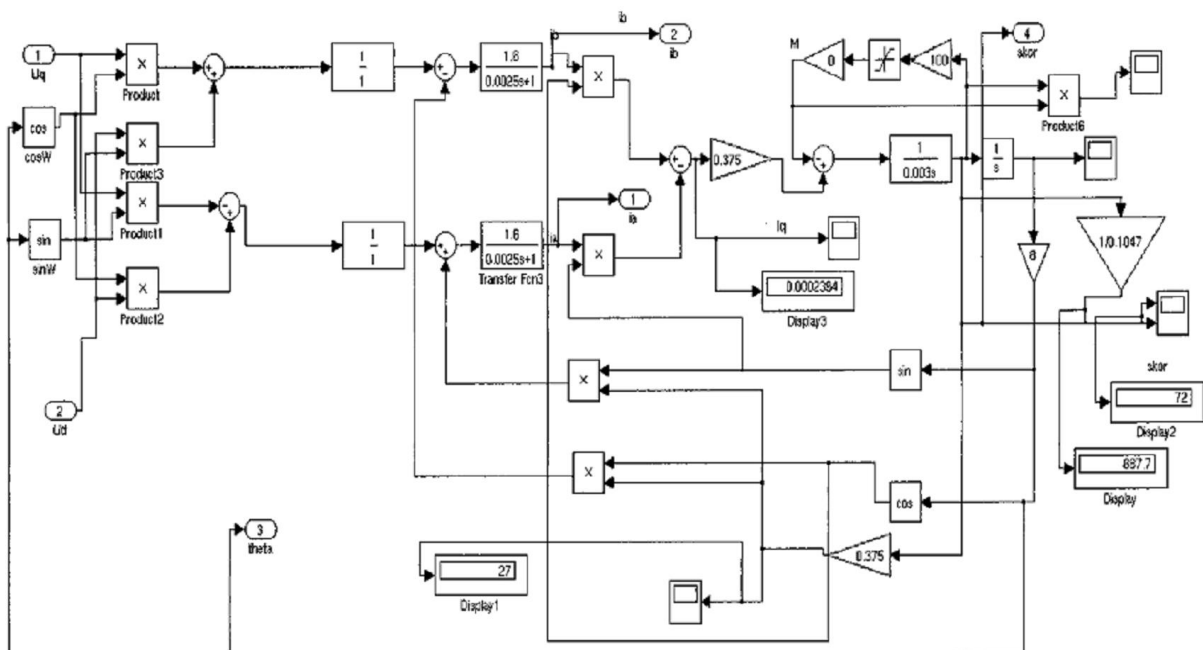 1
Uq
cos
cosW
sin
sinW
2
Ud
X
Product
X
Product3
X
Product1
X
Product2
1
1
1
1
1.6
0.0025s+1
1.6
0.0025s+1
Transfer Fcn3
ib
2
ib
1
ia
X
X
0.375
Iq
0.0002384
Display3
M
0
100
1
0.003s
1
s
4
skor
X
Product6
1/0.1047
8
sin
cos
X
X
0.375
skor
72
Display2
687.7
Display
3
theta
27
Display1